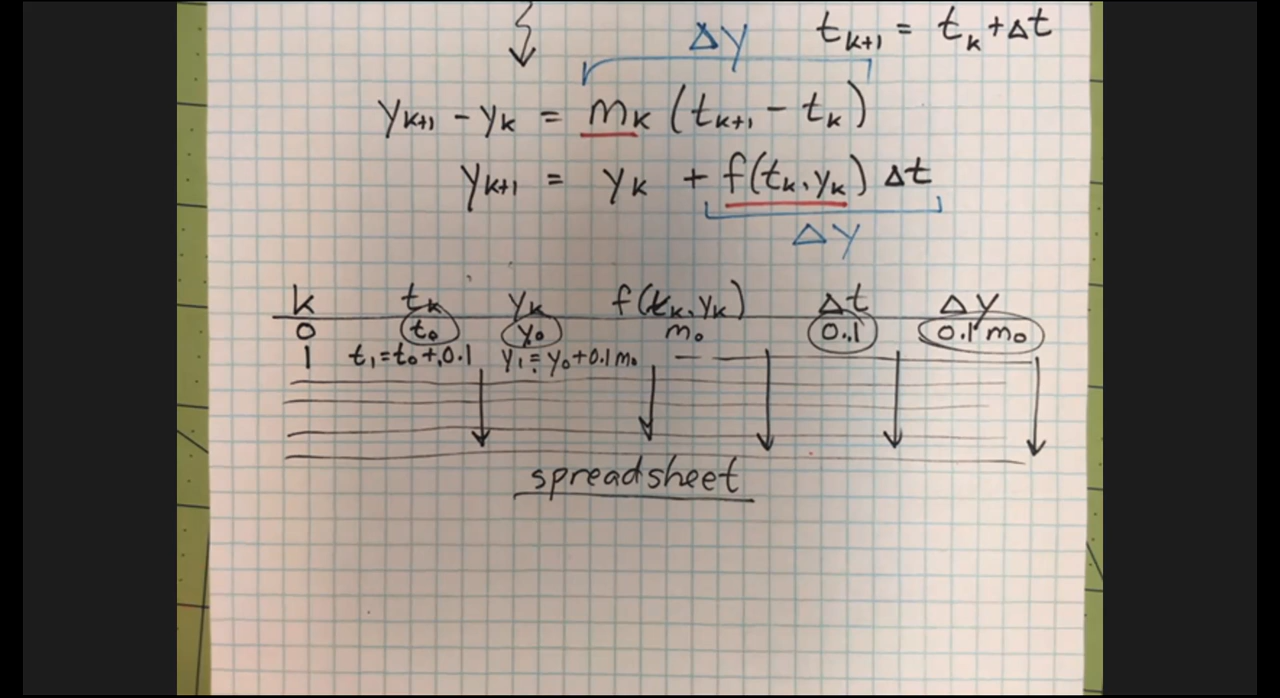 Δy t_{k+1} = t_k + Δt
y_{k+1} - y_k = m_k (t_{k+1} - t_k)
y_{k+1} = y_k + f(t_k, y_k) Δt
Δy
k t_k y_k f(t_k, y_k) Δt Δy
0 t_0 y_0 m_0 0.1 0.1 m_0
1 t_1 = t_0 + 0.1 y_1 = y_0 + 0.1 m_0
spreadsheet